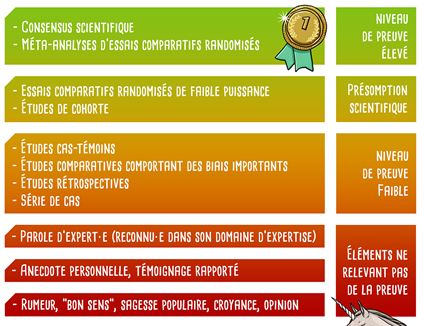 - Consensus scientifique
- Méta-analyses d'essais comparatifs randomisés
1
Niveau
de preuve
élevé
- Essais comparatifs randomisés de faible puissance
- Études de cohorte
Présomption
scientifique
- Études cas-témoins
- Études comparatives comportant des biais importants
- Études rétrospectives
- Série de cas
Niveau
de preuve
Faible
- Parole d'expert·e (reconnu·e dans son domaine d'expertise)
- Anecdote personnelle, témoignage rapporté
- Rumeur, "bon sens", sagesse populaire, croyance, opinion
Éléments ne
relevant pas
de la preuve